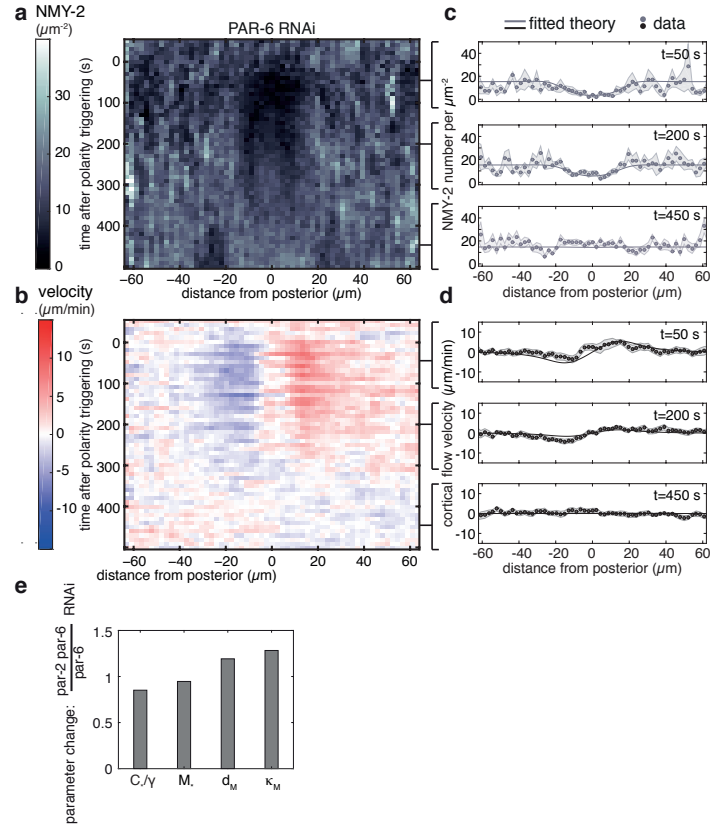 a
NMY-2
(µm-2)
PAR-6 RNAi
30
20
10
0
time after polarity triggering (s)
0
100
200
300
400
−60 −40 −20 0 20 40 60
distance from posterior (µm)
c
fitted theory data
NMY-2 number per µm-2
t=50 s
40
20
0
t=200 s
40
20
0
t=450 s
40
20
0
-60 -40 -20 0 20 40 60
distance from posterior (µm)
b
velocity
(µm/min)
10
5
0
-5
-10
time after polarity triggering (s)
0
100
200
300
400
−60 −40 −20 0 20 40 60
distance from posterior (µm)
d
cortical flow velocity (µm/min)
t=50 s
10
0
-10
t=200 s
10
0
-10
t=450 s
10
0
-10
-60 -40 -20 0 20 40 60
distance from posterior (µm)
e
parameter change: par-2 par-6 / par-6 RNAi
1.5
1
0.5
0
C*/γ M* dM κM